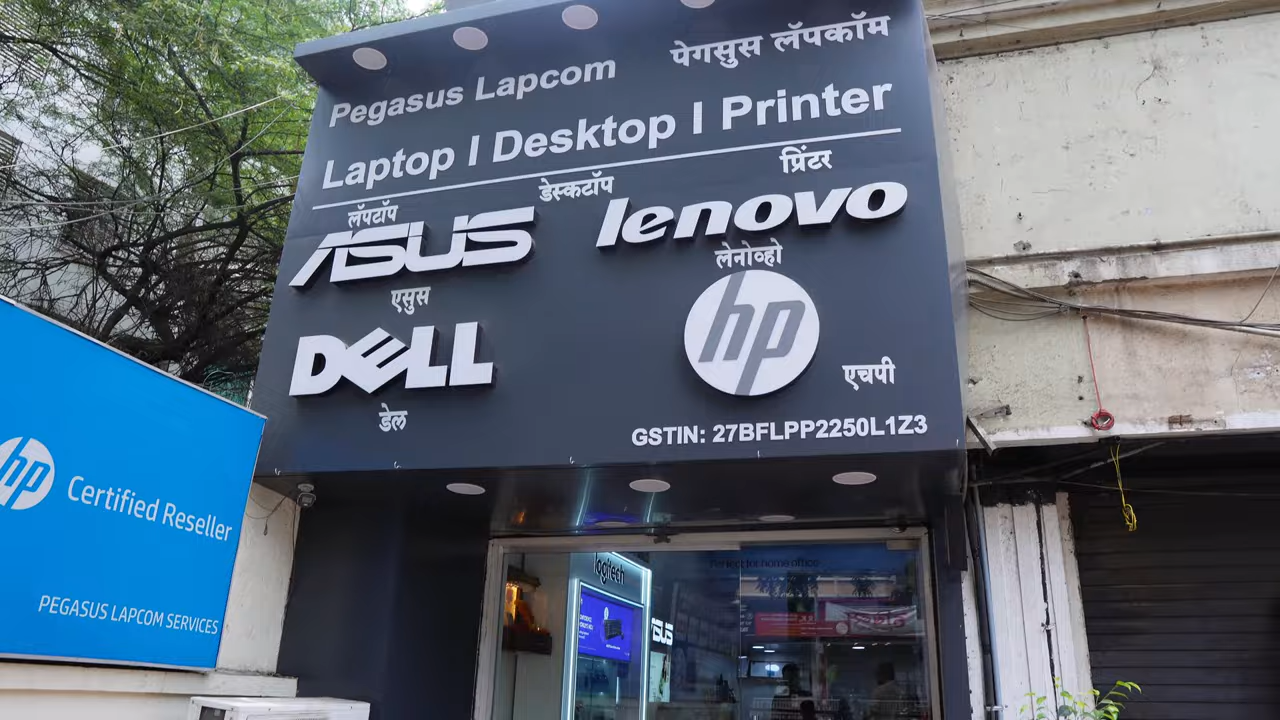 Pegasus Lapcom पेगसुस लॅपकॉम
Laptop | Desktop | Printer
लॅपटॉप डेस्कटॉप प्रिंटर
ASUS lenovo
एसुस लेनोव्हो
DELL hp
डेल एचपी
GSTIN: 27BFLPP2250L1Z3
hp Certified Reseller
PEGASUS LAPCOM SERVICES
logitech
ASUS
Perfect for home office